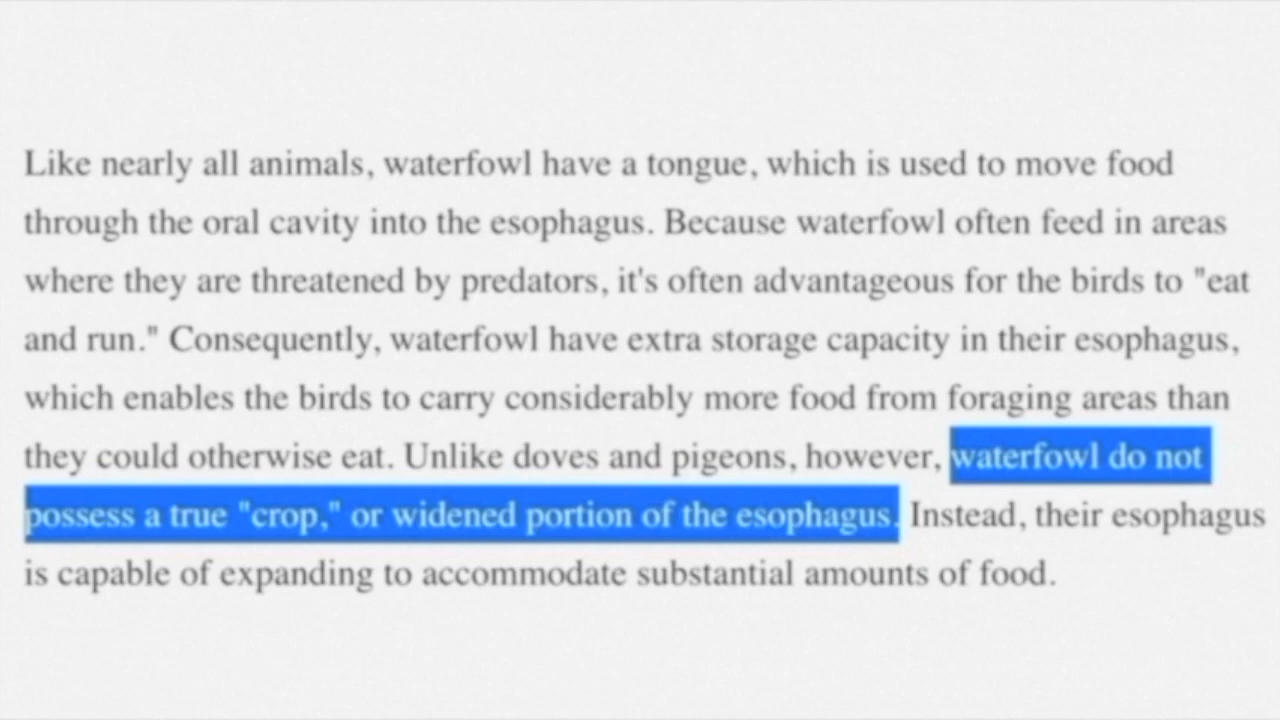 Like nearly all animals, waterfowl have a tongue, which is used to move food
through the oral cavity into the esophagus. Because waterfowl often feed in areas
where they are threatened by predators, it's often advantageous for the birds to "eat
and run." Consequently, waterfowl have extra storage capacity in their esophagus,
which enables the birds to carry considerably more food from foraging areas than
they could otherwise eat. Unlike doves and pigeons, however, waterfowl do not
possess a true "crop," or widened portion of the esophagus. Instead, their esophagus
is capable of expanding to accommodate substantial amounts of food.